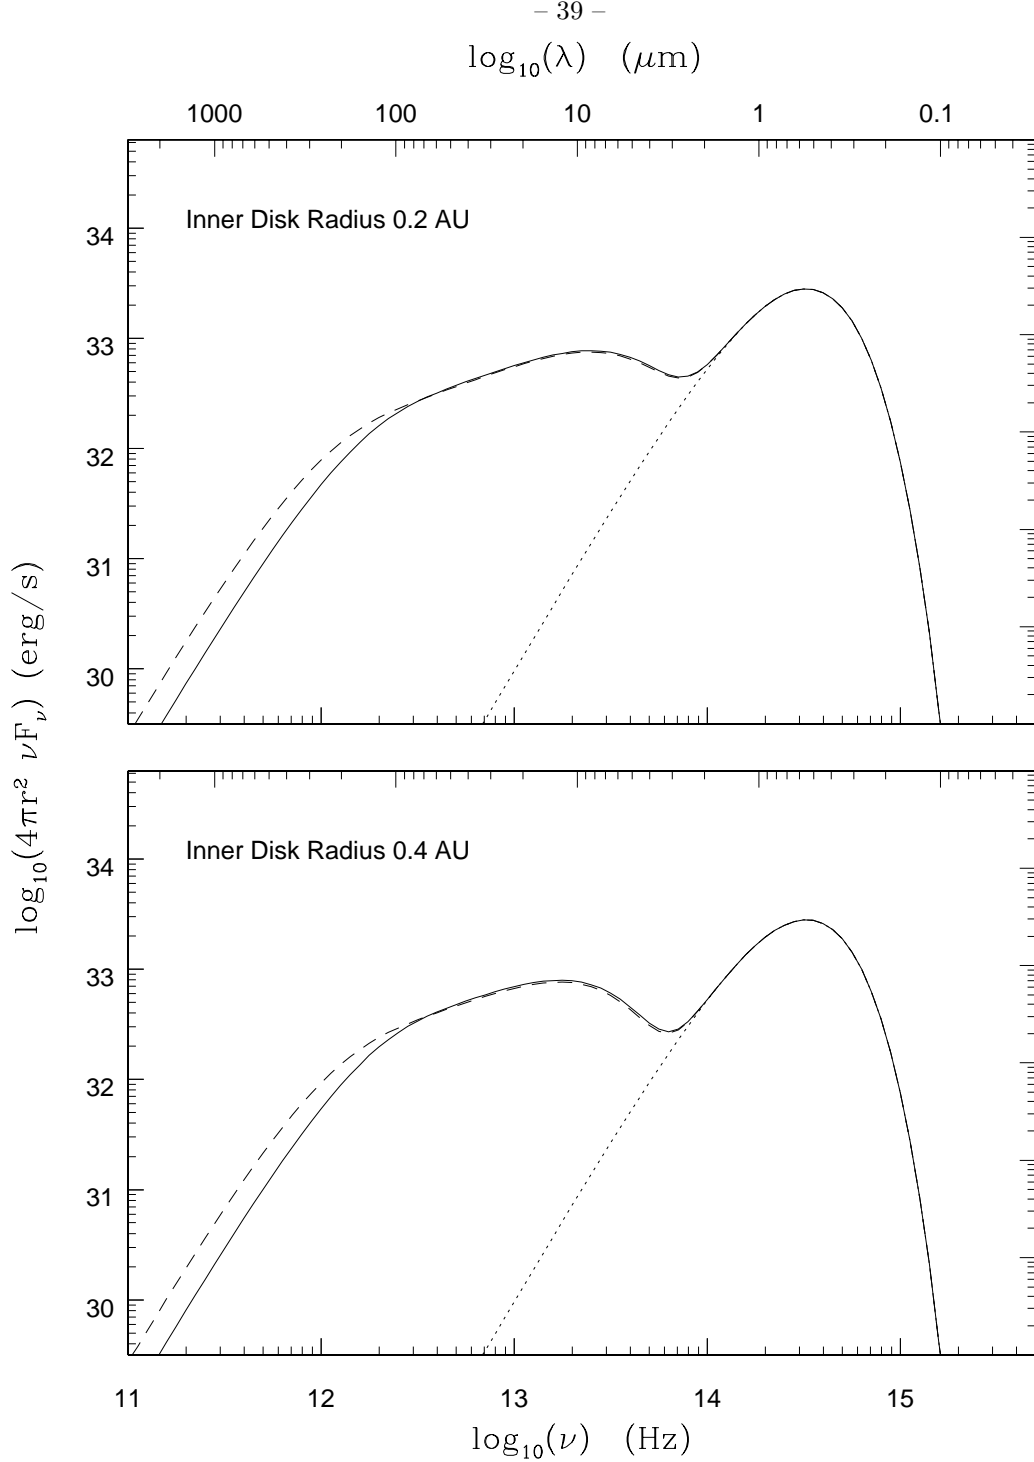 – 39 –
log₁₀(λ) (μm)
1000 100 10 1 0.1
Inner Disk Radius 0.2 AU
34
33
32
31
30
log₁₀(4πr² νFᵥ) (erg/s)
Inner Disk Radius 0.4 AU
34
33
32
31
30
11 12 13 14 15
log₁₀(ν) (Hz)